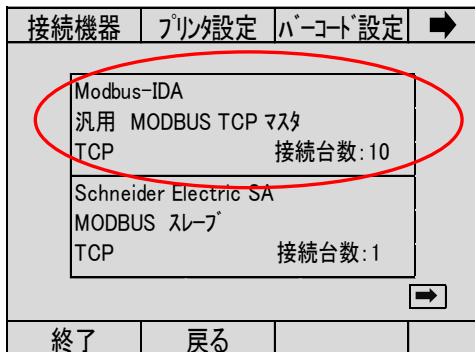 接続機器 プリンタ設定 バーコード設定
Modbus-IDA
汎用 MODBUS TCP マスタ
TCP 接続台数:10
Schneider Electric SA
MODBUS スレーブ
TCP 接続台数:1
終了 戻る